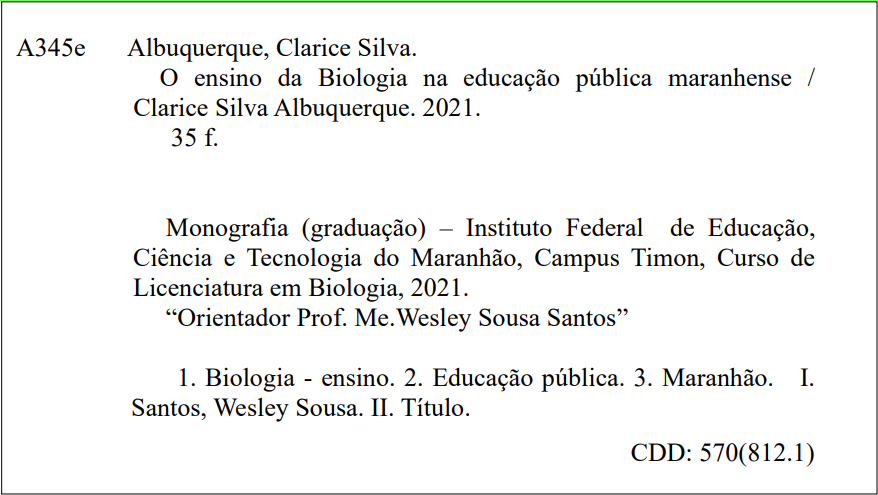 A345e Albuquerque, Clarice Silva.
O ensino da Biologia na educação pública maranhense /
Clarice Silva Albuquerque. 2021.
35 f.
Monografia (graduação) – Instituto Federal de Educação,
Ciência e Tecnologia do Maranhão, Campus Timon, Curso de
Licenciatura em Biologia, 2021.
“Orientador Prof. Me.Wesley Sousa Santos”
1. Biologia - ensino. 2. Educação pública. 3. Maranhão. I.
Santos, Wesley Sousa. II. Título.
CDD: 570(812.1)